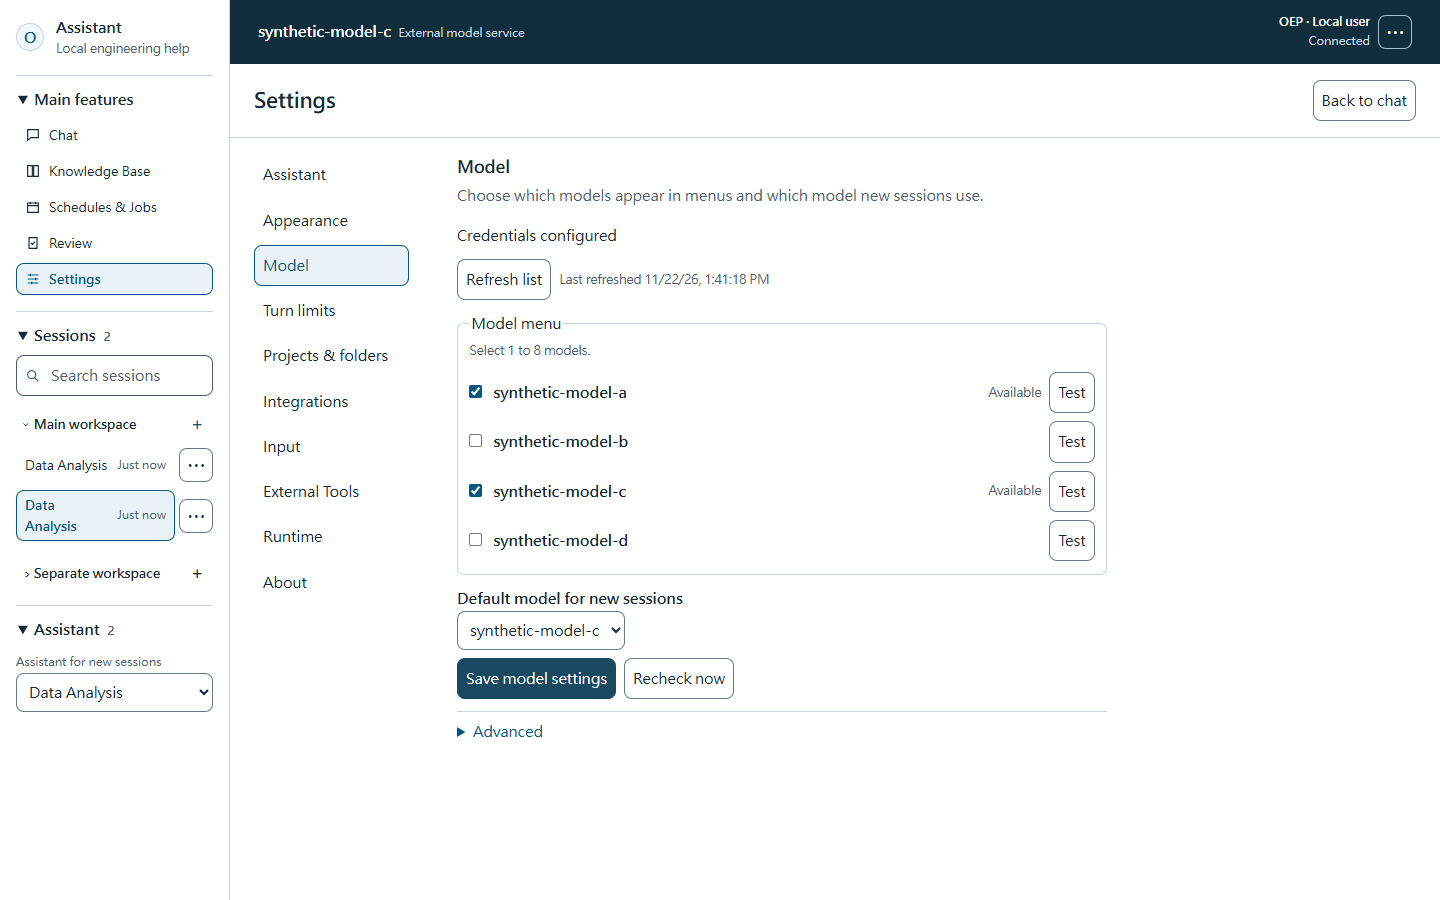 O
Assistant
Local engineering help
Main features
Chat
Knowledge Base
Schedules & Jobs
Review
Settings
Sessions 2
Search sessions
Main workspace +
Data Analysis Just now ...
Data Analysis Just now ...
Separate workspace +
Assistant 2
Assistant for new sessions
Data Analysis
synthetic-model-c External model service
OEP · Local user
Connected
...
Settings
Back to chat
Assistant
Appearance
Model
Turn limits
Projects & folders
Integrations
Input
External Tools
Runtime
About
Model
Choose which models appear in menus and which model new sessions use.
Credentials configured
Refresh list Last refreshed 11/22/26, 1:41:18 PM
Model menu
Select 1 to 8 models.
synthetic-model-a Available Test
synthetic-model-b Test
synthetic-model-c Available Test
synthetic-model-d Test
Default model for new sessions
synthetic-model-c
Save model settings Recheck now
Advanced